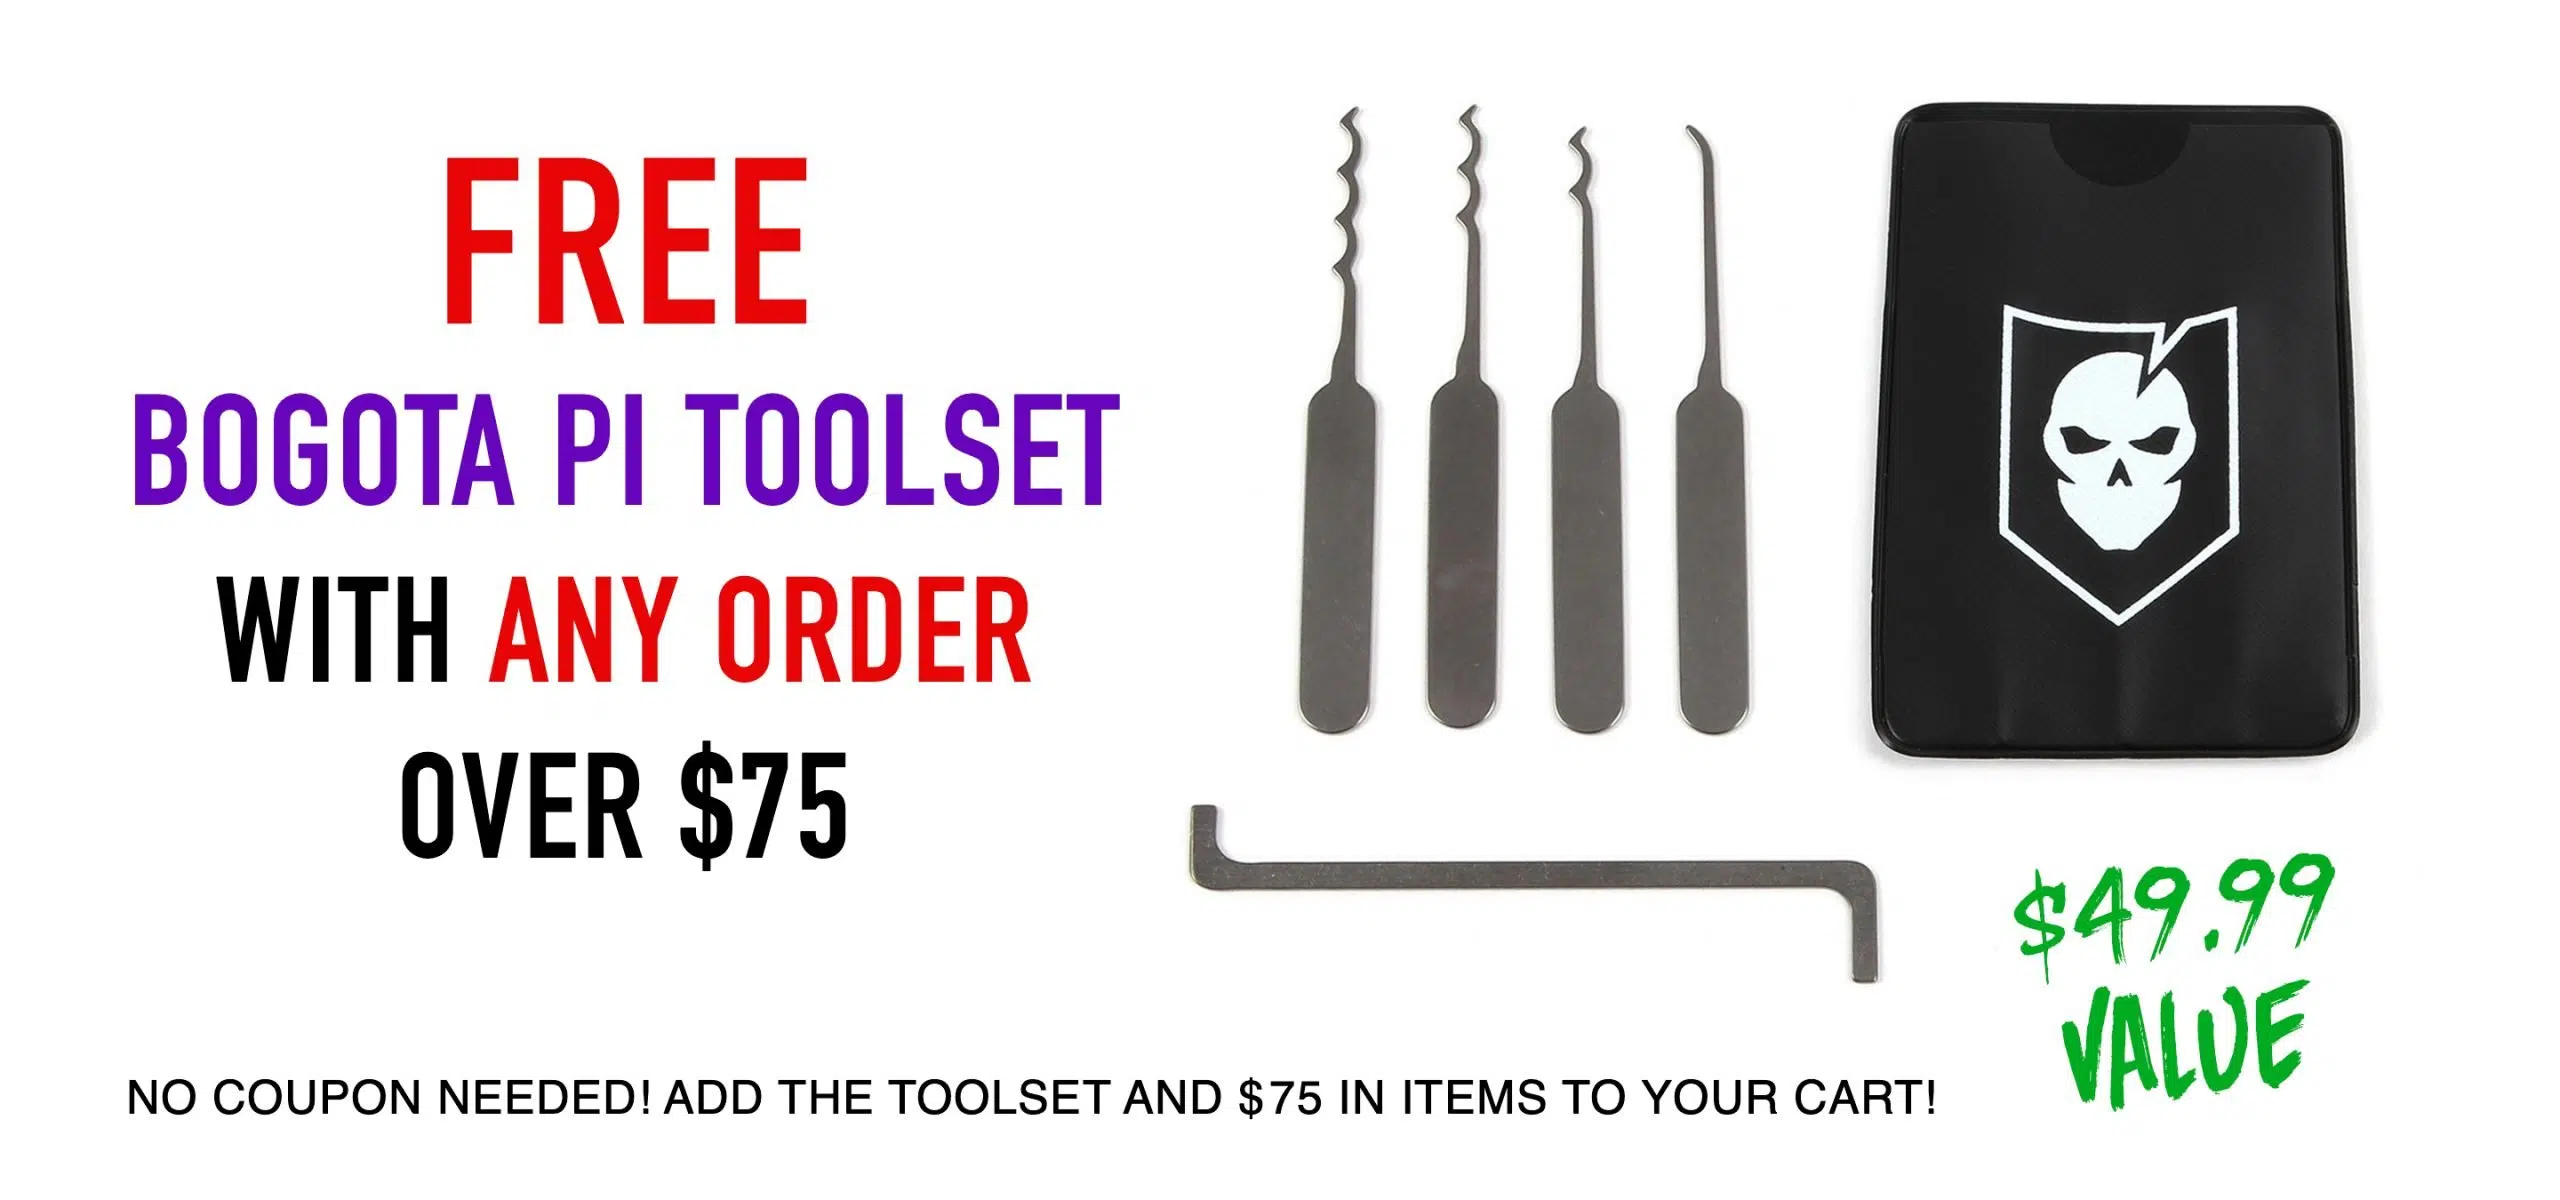 FREE
BOGOTA PI TOOLSET
WITH ANY ORDER
OVER $75
$49.99
VALUE
NO COUPON NEEDED! ADD THE TOOLSET AND $75 IN ITEMS TO YOUR CART!